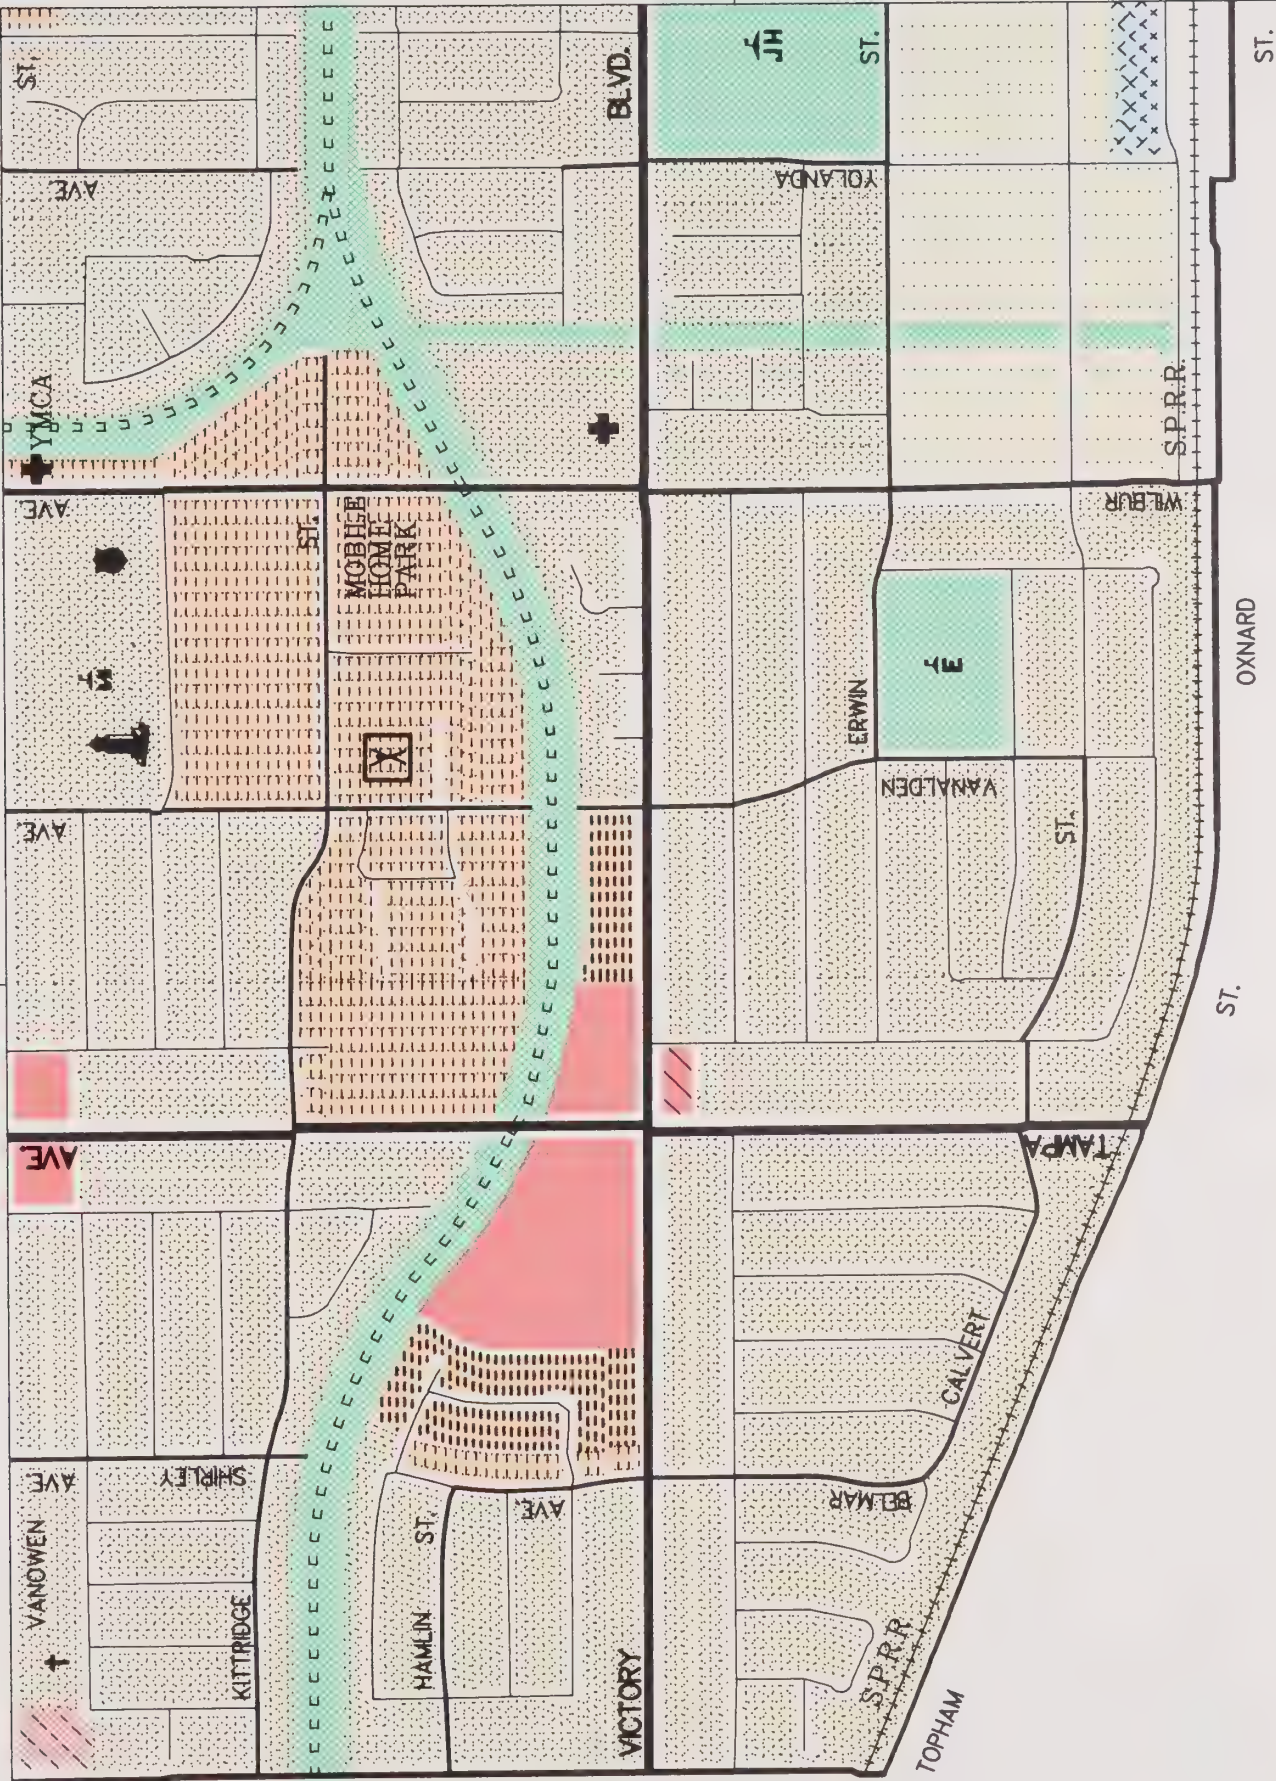 ST.
BLVD.
JH
ST.
ST.
AVE
YOLANDA
YMCA
S.P.R.R.
AVE
ST.
MOBILE
HOME
PARK
WILBUR
M
OXNARD
ERWIN
E
VANALDEN
AVE.
ST.
ST.
AVE.
TAMPA
CALVERT
AVE
SHIRLEY
AVE.
BELMAR
VANOWEN
ST.
KITTRIDGE
HAMLIN
VICTORY
S.P.R.R
TOPHAM